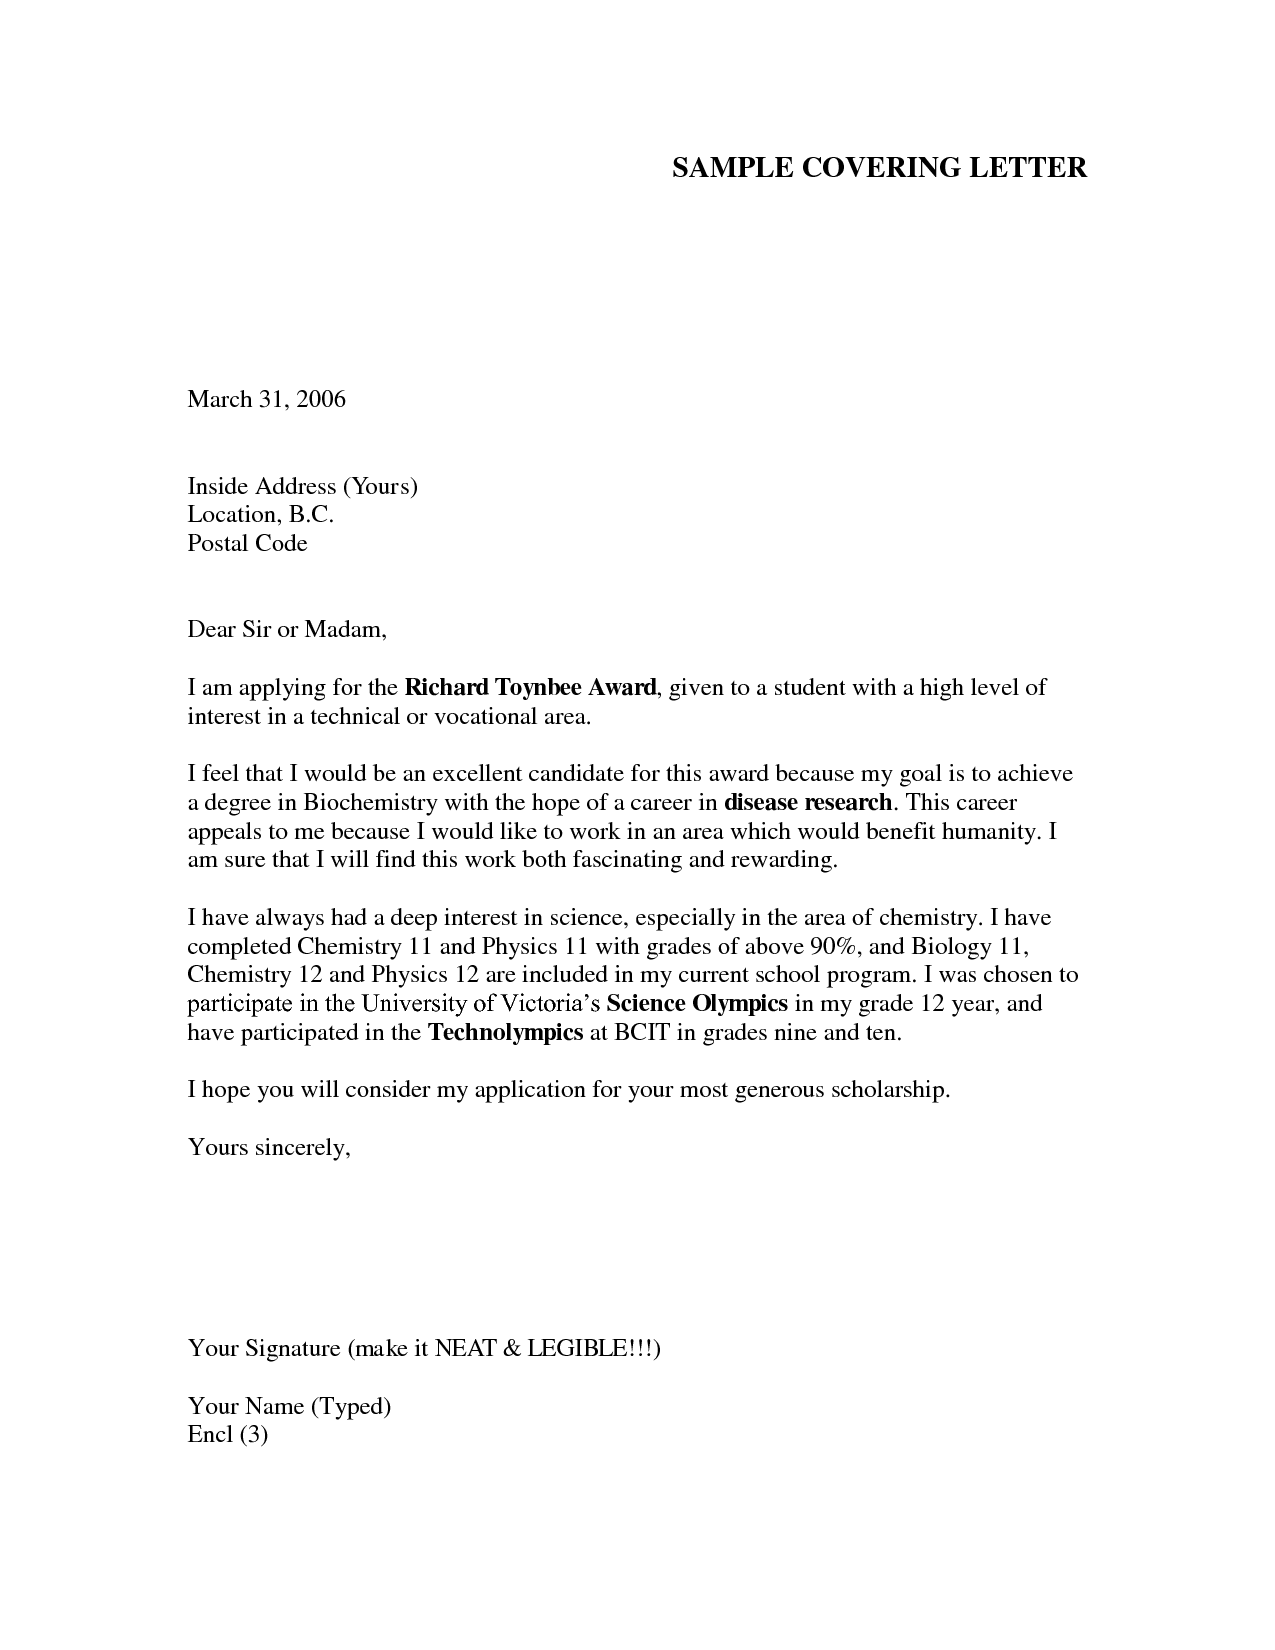 SAMPLE COVERING LETTER
March 31, 2006
Inside Address (Yours)
Location, B.C.
Postal Code
Dear Sir or Madam,
I am applying for the Richard Toynbee Award, given to a student with a high level of
interest in a technical or vocational area.
I feel that I would be an excellent candidate for this award because my goal is to achieve
a degree in Biochemistry with the hope of a career in disease research. This career
appeals to me because I would like to work in an area which would benefit humanity. I
am sure that I will find this work both fascinating and rewarding.
I have always had a deep interest in science, especially in the area of chemistry. I have
completed Chemistry 11 and Physics 11 with grades of above 90%, and Biology 11,
Chemistry 12 and Physics 12 are included in my current school program. I was chosen to
participate in the University of Victoria’s Science Olympics in my grade 12 year, and
have participated in the Technolympics at BCIT in grades nine and ten.
I hope you will consider my application for your most generous scholarship.
Yours sincerely,
Your Signature (make it NEAT & LEGIBLE!!!)
Your Name (Typed)
Encl (3)